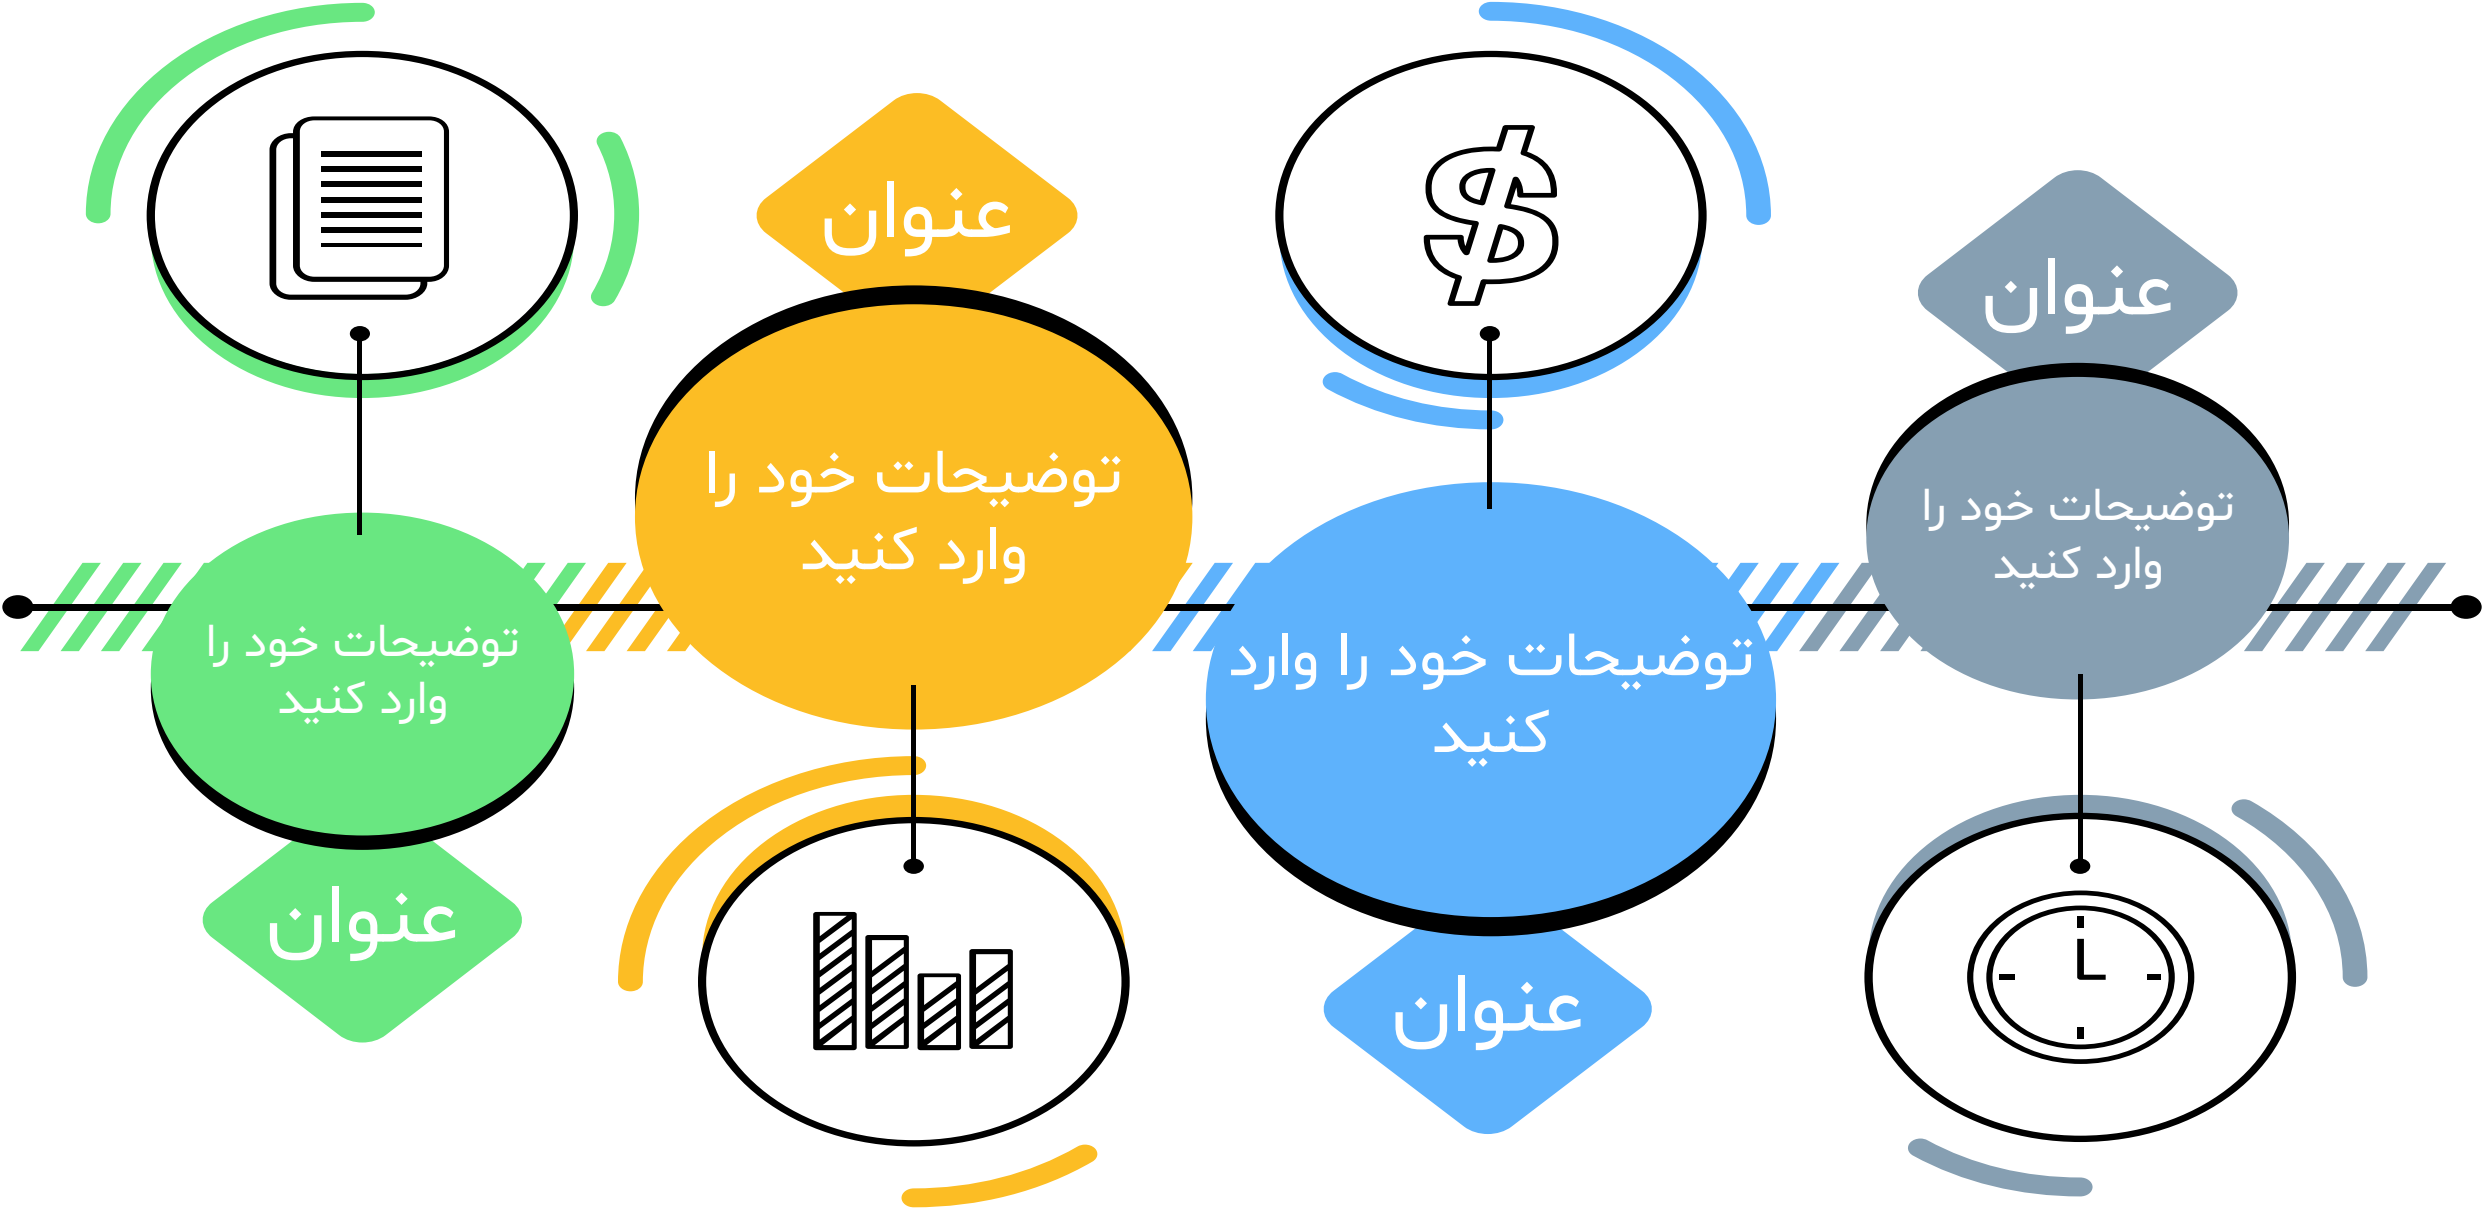 عنوان
توضیحات خود را
وارد کنید
عنوان
توضیحات خود را وارد
کنید
عنوان
توضیحات خود را
وارد کنید
توضیحات خود را
وارد کنید
عنوان